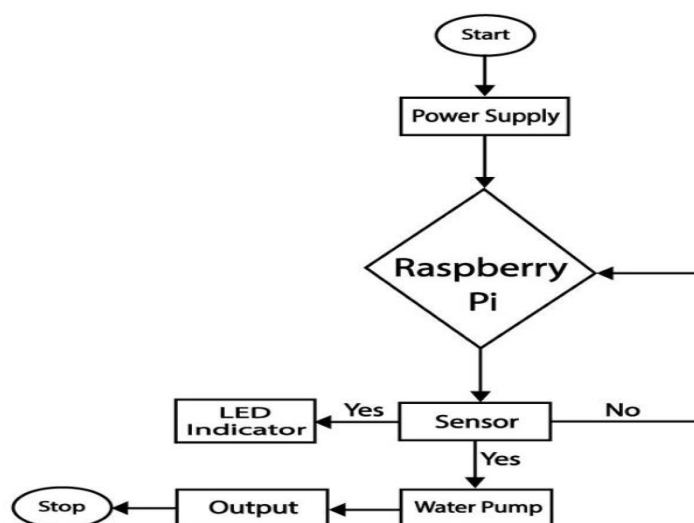 Start
Power Supply
Raspberry
Pi
LED
Indicator
Yes
Sensor
No
Yes
Stop
Output
Water Pump